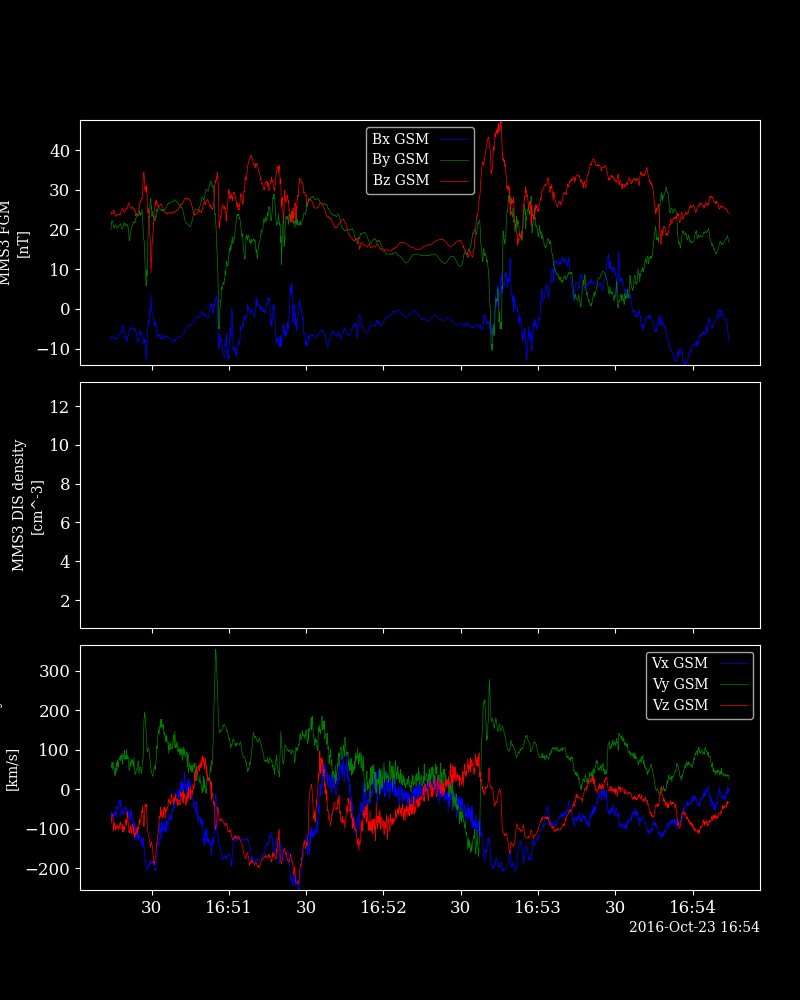 40
30
20
10
0
−10
MMS3 FGM
[nT]
Bx GSM
By GSM
Bz GSM
12
10
8
6
4
2
MMS3 DIS density
[cm^-3]
300
200
100
0
−100
−200
[km/s]
Vx GSM
Vy GSM
Vz GSM
30
16:51
30
16:52
30
16:53
30
16:54
2016-Oct-23 16:54